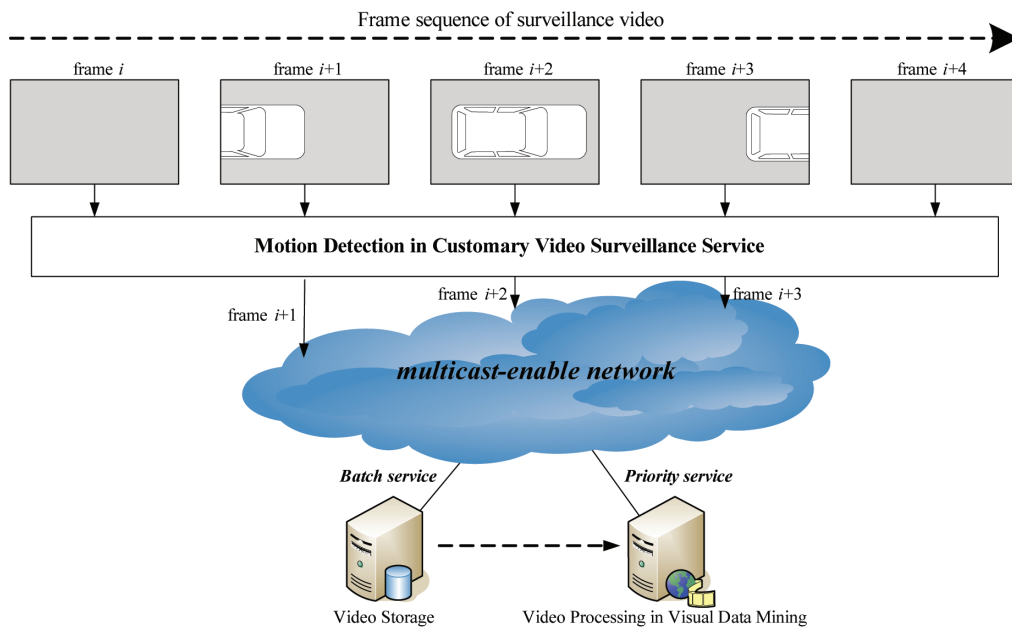 Frame sequence of surveillance video
frame i
frame i+1
frame i+2
frame i+3
frame i+4
Motion Detection in Customary Video Surveillance Service
frame i+1
frame i+2
frame i+3
multicast-enable network
Batch service
Priority service
Video Storage
Video Processing in Visual Data Mining